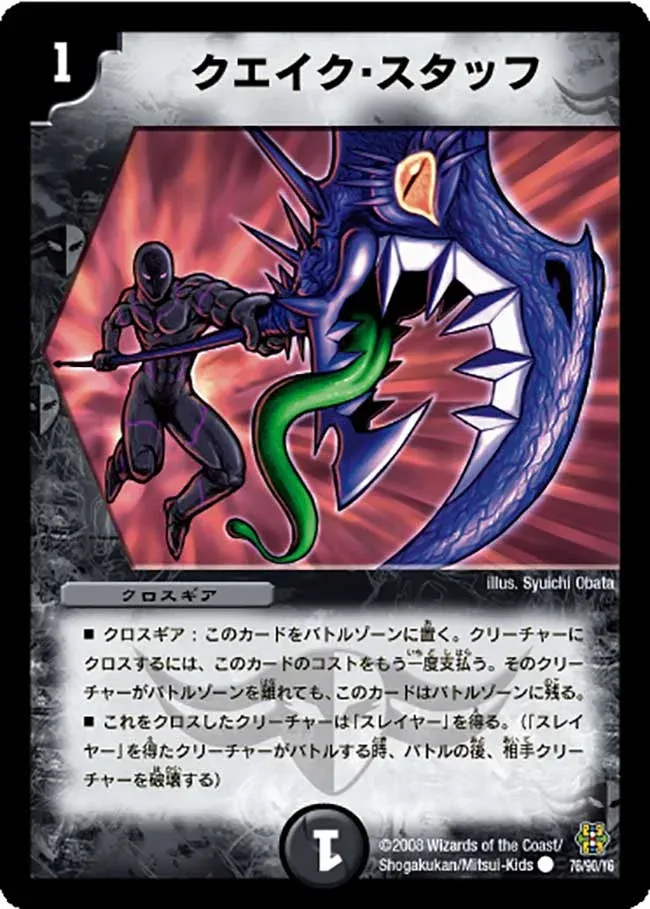 1
クエイク・スタッフ
illus. Syuichi Obata
クロスギア
■ クロスギア：このカードをバトルゾーンに置く。クリーチャーに
クロスするには、このカードのコストをもう一度支払う。そのクリー
チャーがバトルゾーンを離れても、このカードはバトルゾーンに残る。
■ これをクロスしたクリーチャーは「スレイヤー」を得る。（「スレイ
ヤー」を得たクリーチャーがバトルする時、バトルの後、相手クリー
チャーを破壊する）
1
©2008 Wizards of the Coast/
Shogakukan/Mitsui-Kids
76/90/Y6